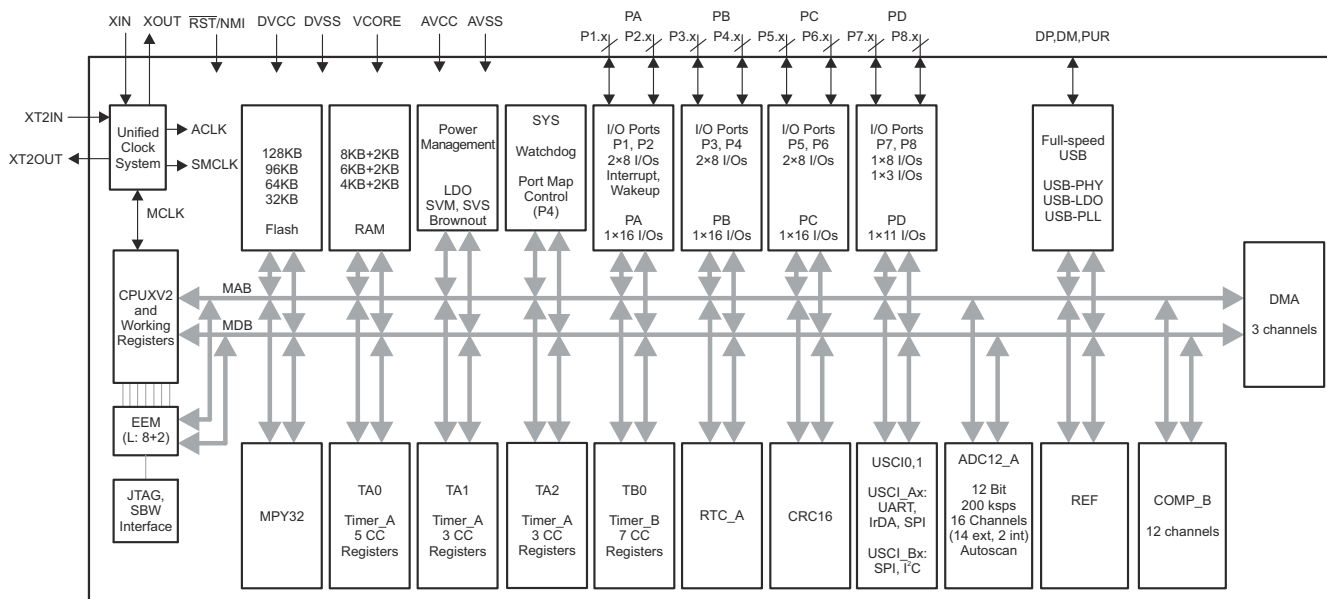 XIN
XOUT
RST/NMI
DVCC
DVSS
VCORE
AVCC
AVSS
PA
P1.x
P2.x
PB
P3.x
P4.x
PC
P5.x
P6.x
PD
P7.x
P8.x
DP,DM,PUR
XT2IN
XT2OUT
Unified
Clock
System
ACLK
SMCLK
MCLK
128KB
96KB
64KB
32KB
Flash
8KB+2KB
6KB+2KB
4KB+2KB
RAM
Power
Management
LDO
SVM, SVS
Brownout
SYS
Watchdog
Port Map
Control
(P4)
I/O Ports
P1, P2
2×8 I/Os
Interrupt,
Wakeup
PA
1×16 I/Os
I/O Ports
P3, P4
2×8 I/Os
PB
1×16 I/Os
I/O Ports
P5, P6
2×8 I/Os
PC
1×16 I/Os
I/O Ports
P7, P8
1×8 I/Os
1×3 I/Os
PD
1×11 I/Os
Full-speed
USB
USB-PHY
USB-LDO
USB-PLL
CPUXV2
and
Working
Registers
MAB
MDB
DMA
3 channels
EEM
(L: 8+2)
JTAG,
SBW
Interface
MPY32
TA0
Timer_A
5 CC
Registers
TA1
Timer_A
3 CC
Registers
TA2
Timer_A
3 CC
Registers
TB0
Timer_B
7 CC
Registers
RTC_A
CRC16
USCI0,1
USCI_Ax:
UART,
IrDA, SPI
USCI_Bx:
SPI, I²C
ADC12_A
12 Bit
200 ksps
16 Channels
(14 ext, 2 int)
Autoscan
REF
COMP_B
12 channels